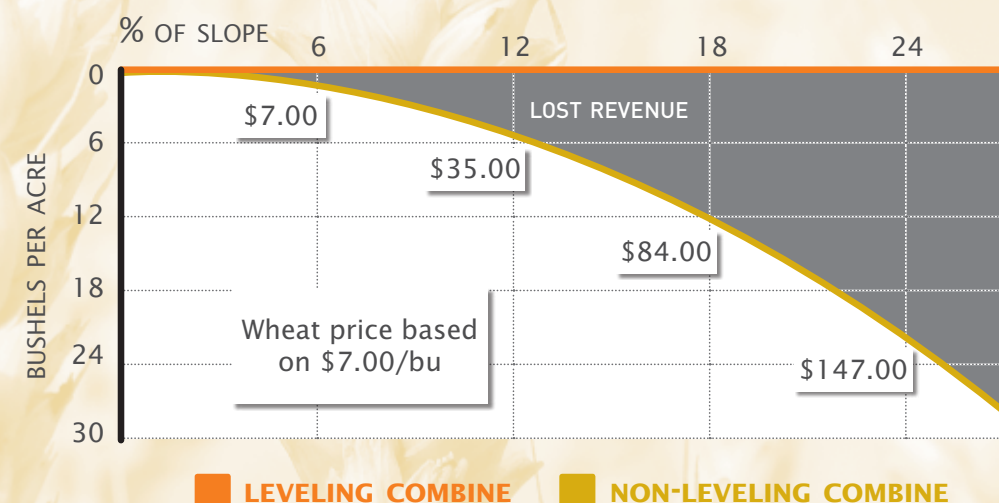 % OF SLOPE
6 12 18 24
0
6
12
18
24
30
BUSHELS PER ACRE
LOST REVENUE
$7.00
$35.00
$84.00
$147.00
Wheat price based
on $7.00/bu
LEVELING COMBINE NON-LEVELING COMBINE